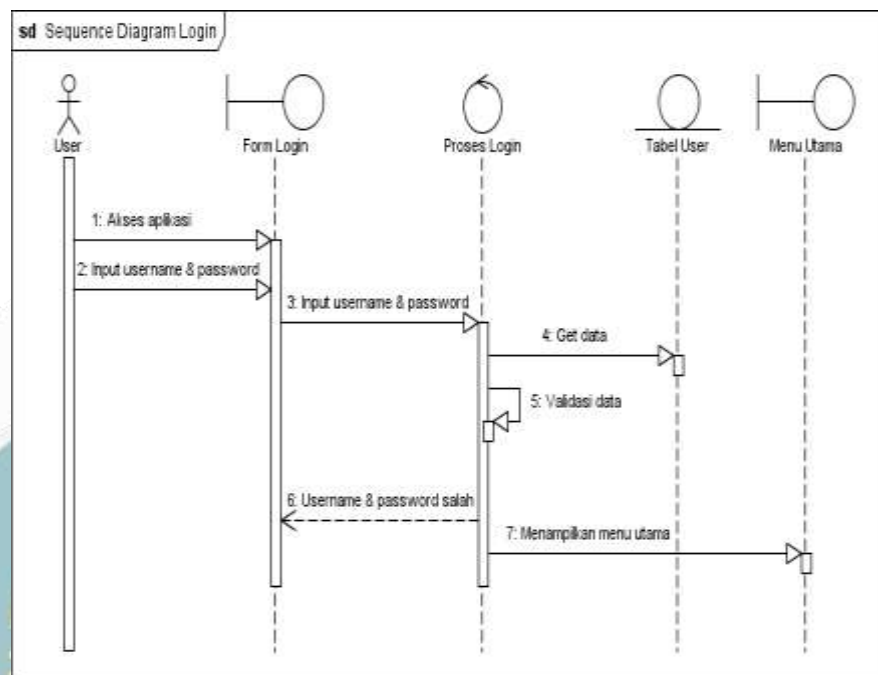 sd Sequence Diagram Login
User
Form Login
Proses Login
Tabel User
Menu Utama
1: Akses aplikasi
2: Input username & password
3: Input username & password
4: Get data
5: Validasi data
6: Username & password salah
7: Menampilkan menu utama